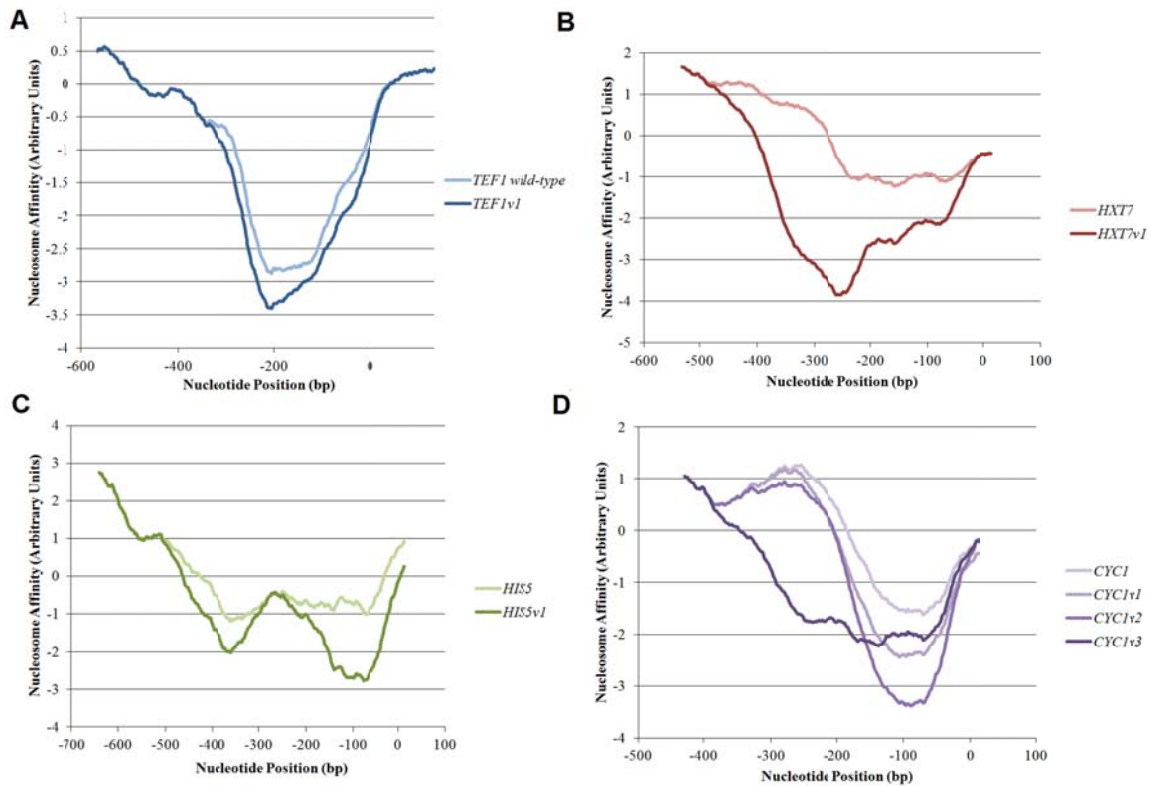 A
1
0.5
0
-0.5
-1
-1.5
-2
-2.5
-3
-3.5
-4
Nucleosome Affintity (Arbitrary Units)
-600 -400 -200 0
Nucleotide Position (bp)
TEF1 wild-type
TEF1v1
B
2
1
0
-1
-2
-3
-4
-5
Nucleosome Affinity (Arbitrary Units)
-600 -500 -400 -300 -200 -100 0 100
Nucleotide Position (bp)
HXT7
HXT7v1
C
4
3
2
1
0
-1
-2
-3
-4
Nucleosome Affinity (Arbitrary Units)
-700 -600 -500 -400 -300 -200 -100 0 100
Nucleotide Position (bp)
HIS5
HIS5v1
D
2
1
0
-1
-2
-3
-4
Nucleosome Affinity (Arbitrary Units)
-500 -400 -300 -200 -100 0 100
Nucleotide Position (bp)
CYC1
CYC1v1
CYC1v2
CYC1v3